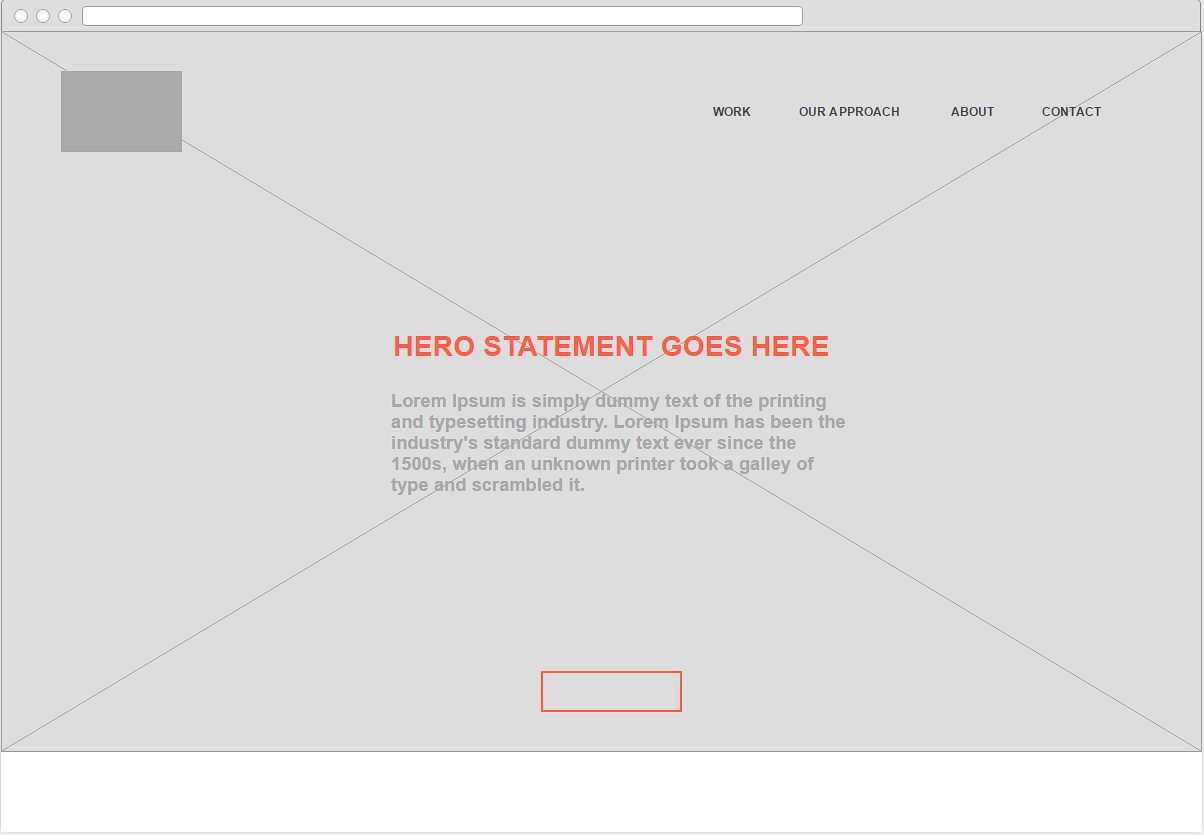 WORK OUR APPROACH ABOUT CONTACT
HERO STATEMENT GOES HERE
Lorem Ipsum is simply dummy text of the printing
and typesetting industry. Lorem Ipsum has been the
industry's standard dummy text ever since the
1500s, when an unknown printer took a galley of
type and scrambled it.